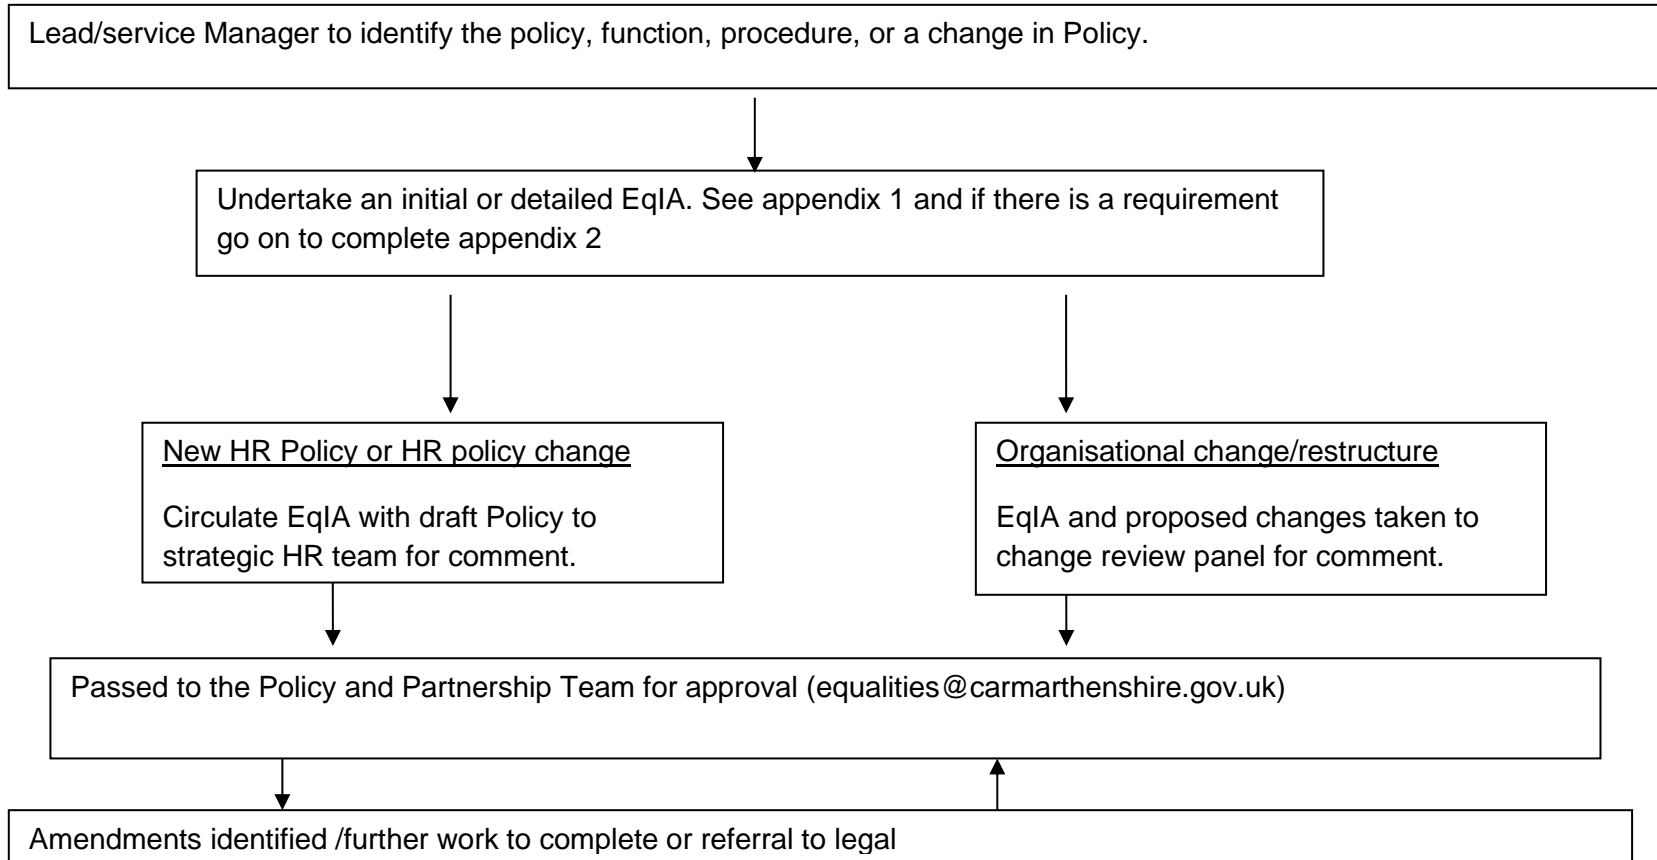 Lead/service Manager to identify the policy, function, procedure, or a change in Policy.
Undertake an initial or detailed EqIA. See appendix 1 and if there is a requirement
go on to complete appendix 2
New HR Policy or HR policy change
Circulate EqIA with draft Policy to
strategic HR team for comment.
Organisational change/restructure
EqIA and proposed changes taken to
change review panel for comment.
Passed to the Policy and Partnership Team for approval (equalities@carmarthenshire.gov.uk)
Amendments identified /further work to complete or referral to legal